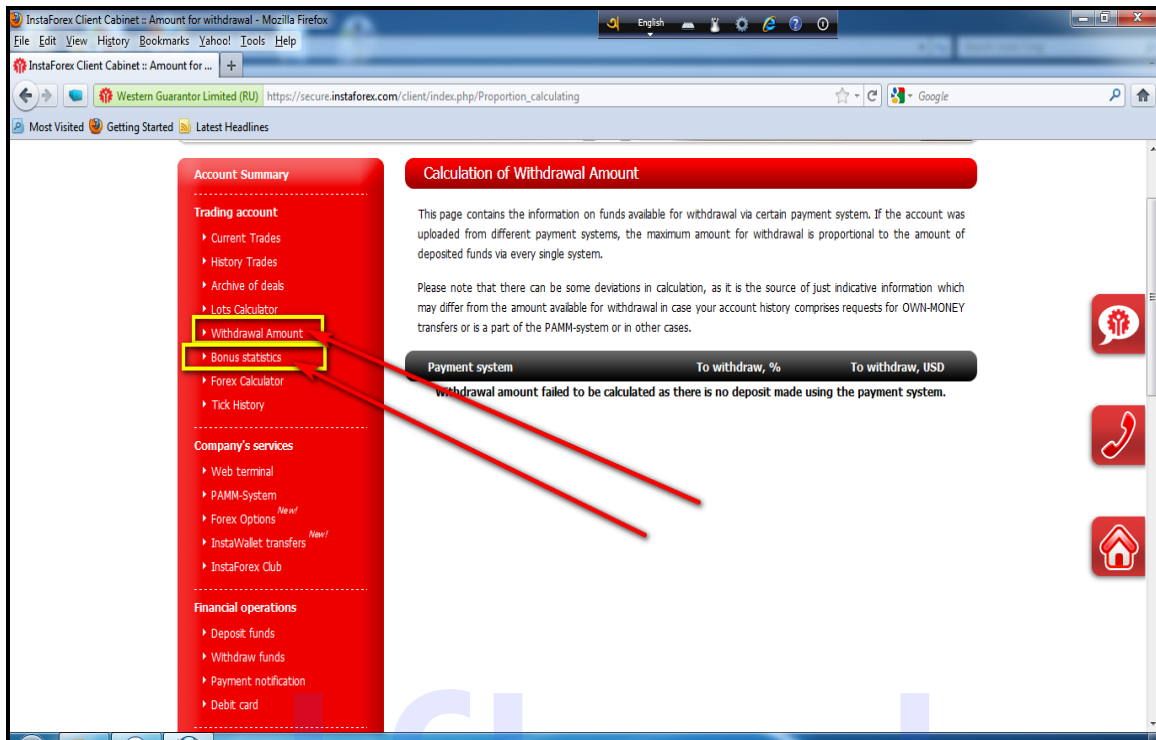 InstaForex Client Cabinet :: Amount for withdrawal - Mozilla Firefox
English
File Edit View History Bookmarks Yahoo! Tools Help
InstaForex Client Cabinet :: Amount for ... +
Western Guarantor Limited (RU) https://secure.instaforex.com/client/index.php/Proportion_calculating
Google
Most Visited Getting Started Latest Headlines
Account Summary
Trading account
Current Trades
History Trades
Archive of deals
Lots Calculator
Withdrawal Amount
Bonus statistics
Forex Calculator
Tick History
Company's services
Web terminal
PAMM-System
Forex Options New!
InstaWallet transfers New!
InstaForex Club
Financial operations
Deposit funds
Withdraw funds
Payment notification
Debit card
Calculation of Withdrawal Amount
This page contains the information on funds available for withdrawal via certain payment system. If the account was
uploaded from different payment systems, the maximum amount for withdrawal is proportional to the amount of
deposited funds via every single system.
Please note that there can be some deviations in calculation, as it is the source of just indicative information which
may differ from the amount available for withdrawal in case your account history comprises requests for OWN-MONEY
transfers or is a part of the PAMM-system or in other cases.
Payment system To withdraw, % To withdraw, USD
Withdrawal amount failed to be calculated as there is no deposit made using the payment system.